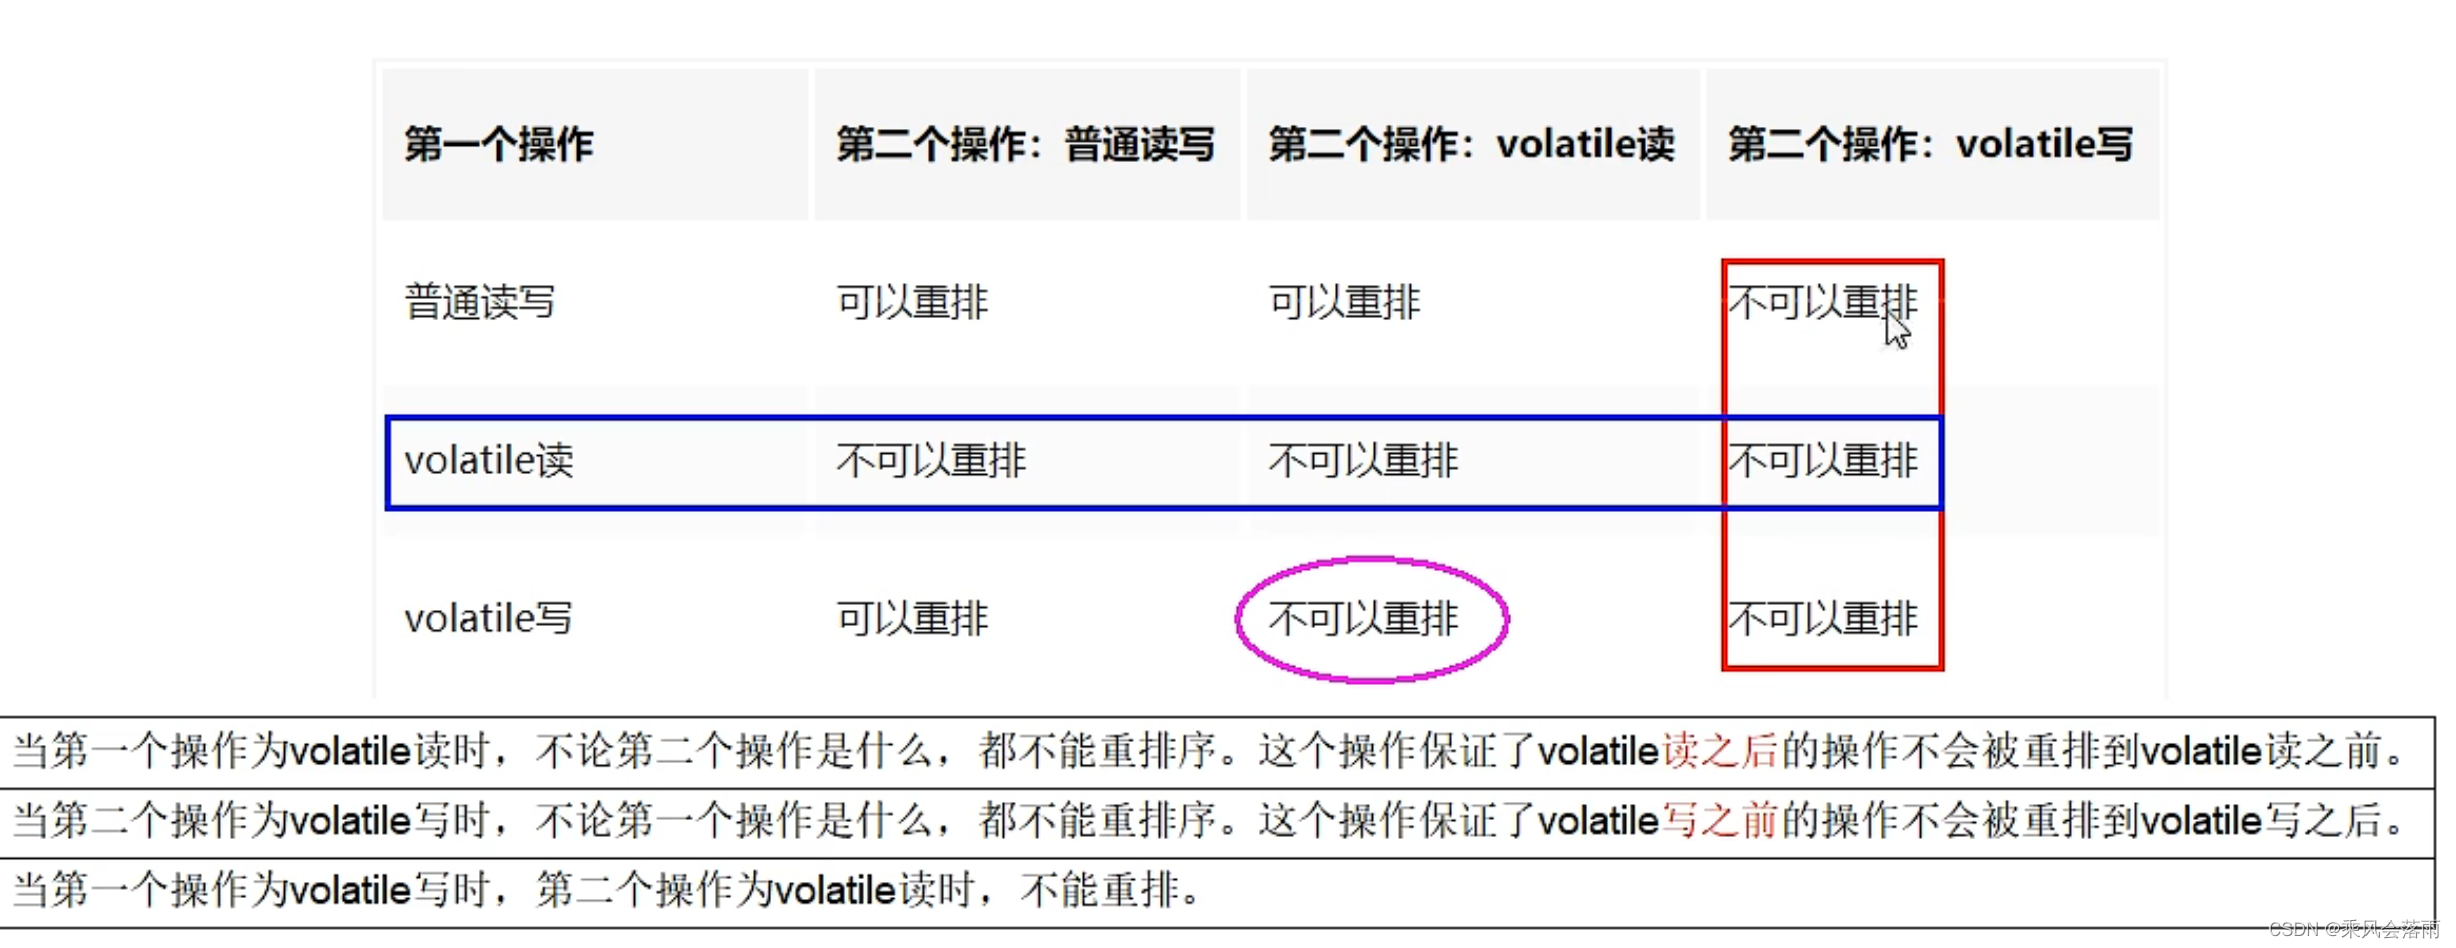 第一个操作 第二个操作：普通读写 第二个操作：volatile读 第二个操作：volatile写
普通读写 可以重排 可以重排 不可以重排
volatile读 不可以重排 不可以重排 不可以重排
volatile写 可以重排 不可以重排 不可以重排
当第一个操作为volatile读时，不论第二个操作是什么，都不能重排序。这个操作保证了volatile读之后的操作不会被重排到volatile读之前。
当第二个操作为volatile写时，不论第一个操作是什么，都不能重排序。这个操作保证了volatile写之前的操作不会被重排到volatile写之后。
当第一个操作为volatile写时，第二个操作为volatile读时，不能重排。
CSDN @乘风会落雨